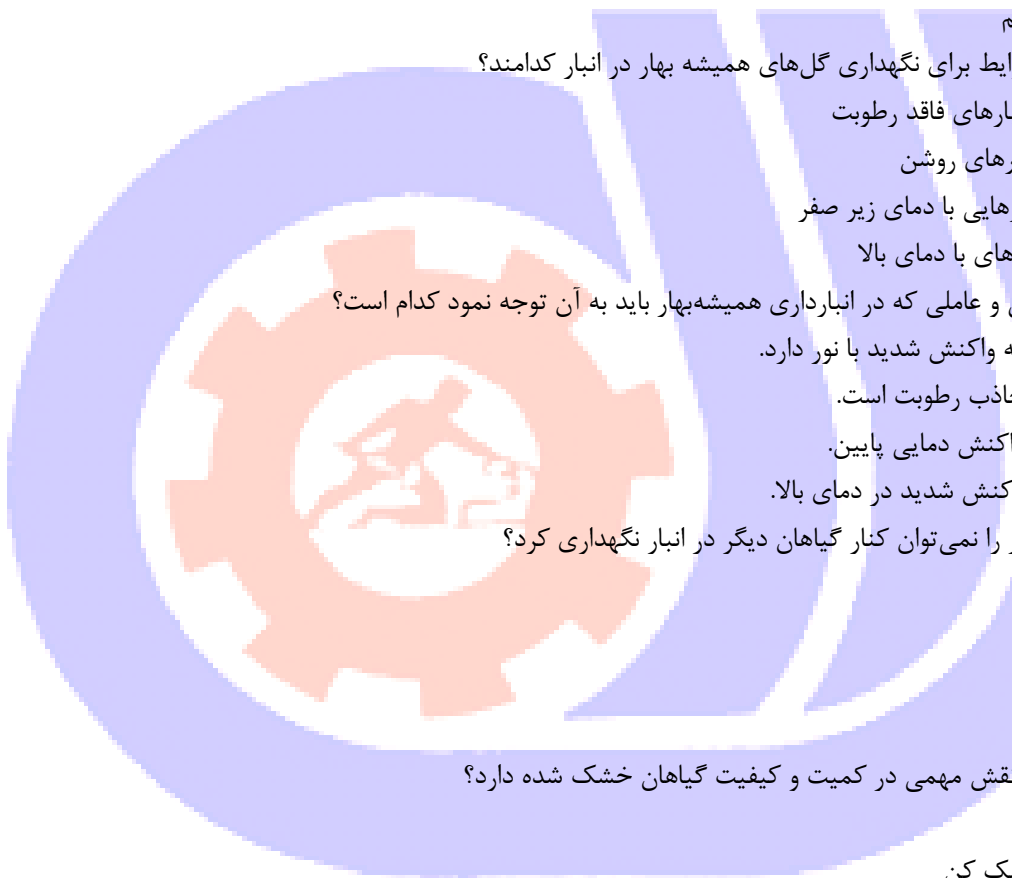 م
ایط برای نگهداری گل‌های همیشه بهار در انبار کدامند؟
ارهای فاقد رطوبت
رهای روشن
هایی با دمای زیر صفر
های با دمای بالا
و عاملی که در انبارداری همیشه‌بهار باید به آن توجه نمود کدام است؟
ه واکنش شدید با نور دارد.
جاذب رطوبت است.
اکنش دمایی پایین.
کنش شدید در دمای بالا.
را نمی‌توان کنار گیاهان دیگر در انبار نگهداری کرد؟
نقش مهمی در کمیت و کیفیت گیاهان خشک شده دارد؟
ک کن